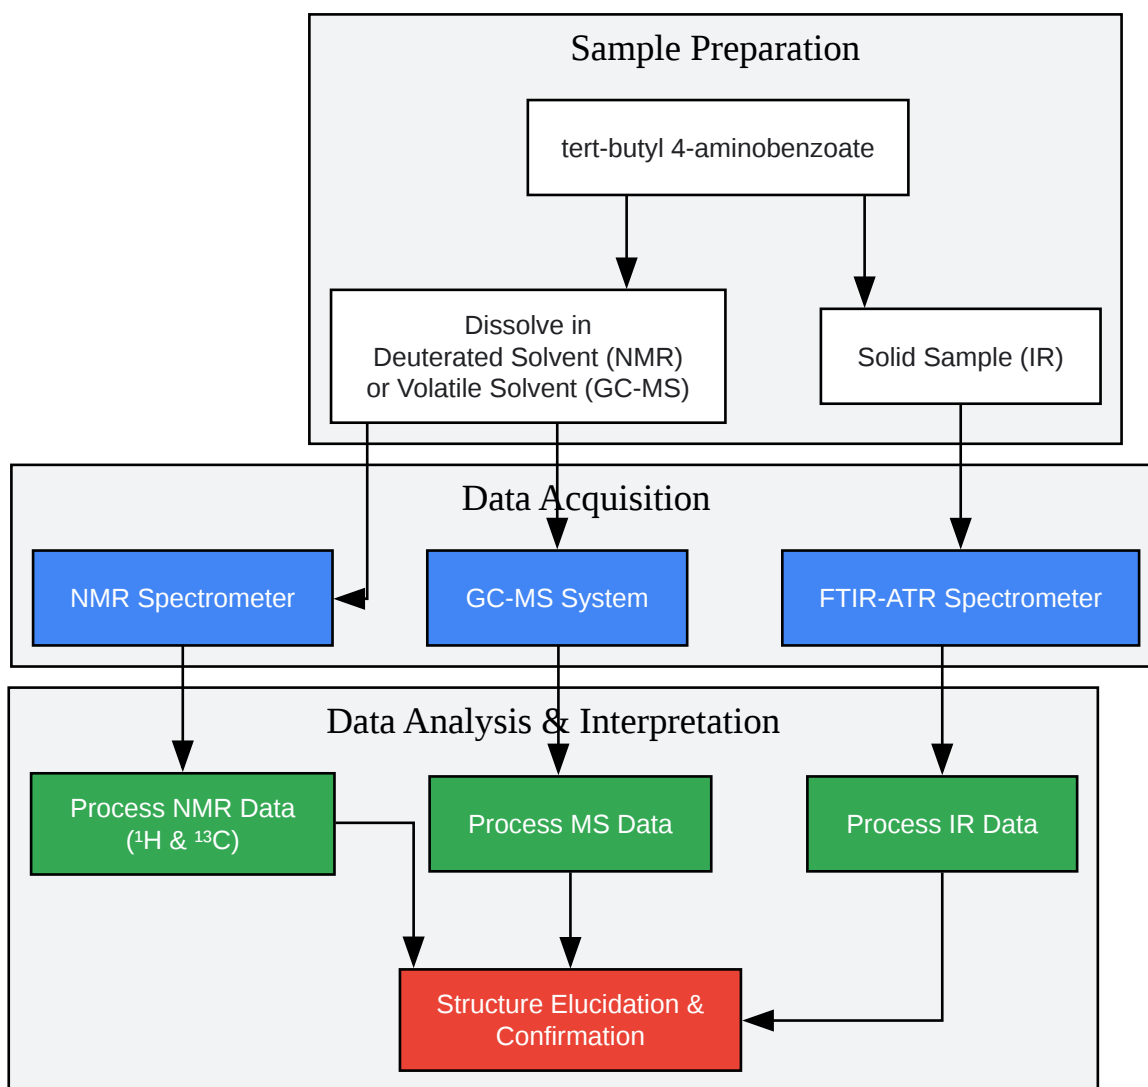 Sample Preparation
tert-butyl 4-aminobenzoate
Dissolve in
Deuterated Solvent (NMR)
or Volatile Solvent (GC-MS)
Solid Sample (IR)
Data Acquisition
NMR Spectrometer
GC-MS System
FTIR-ATR Spectrometer
Data Analysis & Interpretation
Process NMR Data
(¹H & ¹³C)
Process MS Data
Process IR Data
Structure Elucidation &
Confirmation